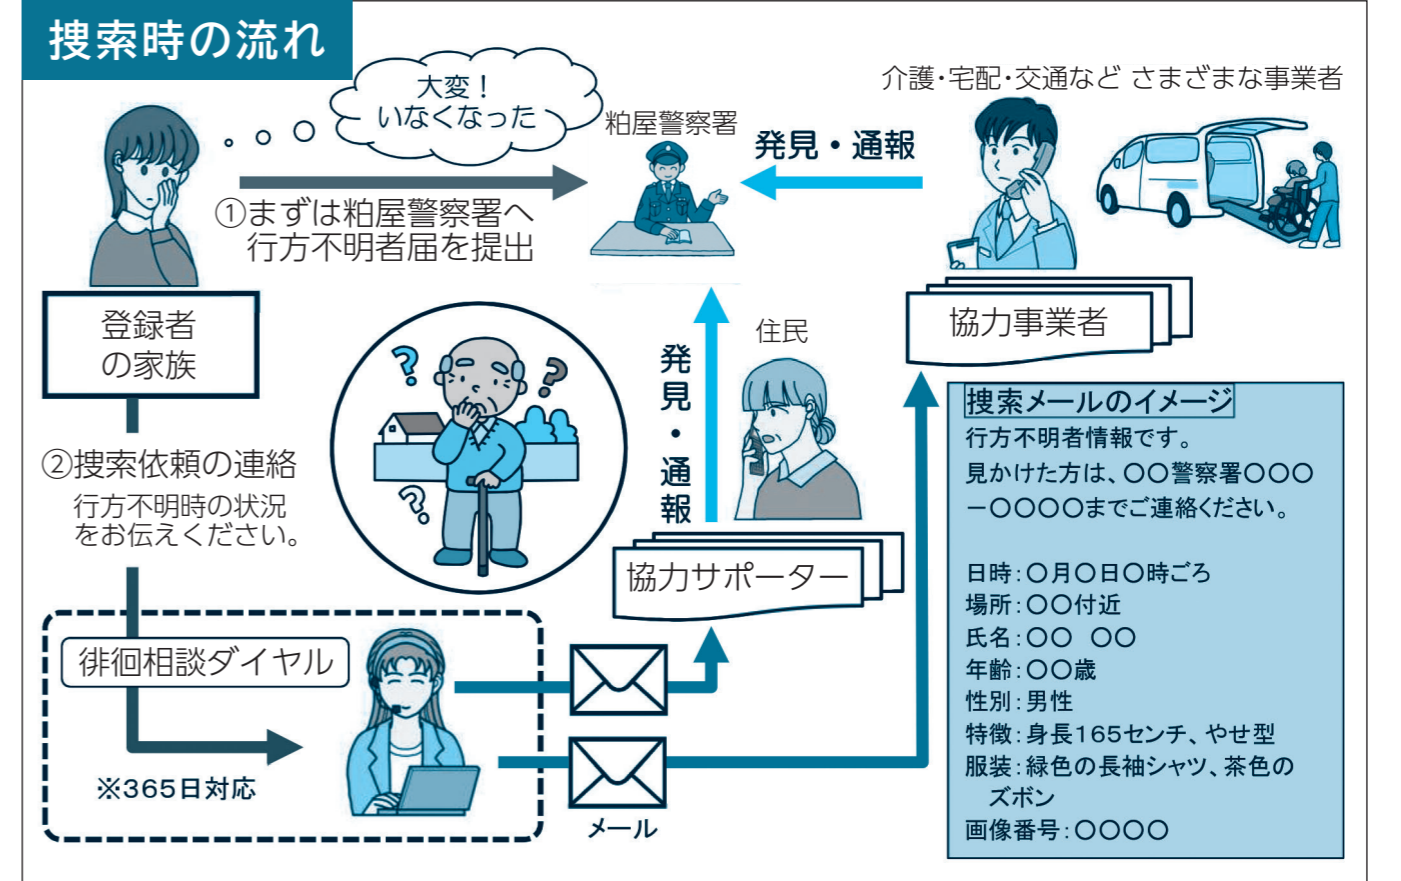 捜索時の流れ
大変！
いなくなった
粕屋警察署
発見・通報
介護・宅配・交通など さまざまな事業者
①まずは粕屋警察署へ
行方不明者届を提出
登録者
の家族
住民
発見・通報
協力事業者
②捜索依頼の連絡
行方不明時の状況
をお伝えください。
協力サポーター
徘徊相談ダイヤル
※365日対応
メール
捜索メールのイメージ
行方不明者情報です。
見かけた方は、〇〇警察署〇〇〇
－〇〇〇〇までご連絡ください。
日時：〇月〇日〇時ごろ
場所：〇〇付近
氏名：〇〇　〇〇
年齢：〇〇歳
性別：男性
特徴：身長165センチ、やせ型
服装：緑色の長袖シャツ、茶色の
ズボン
画像番号：〇〇〇〇